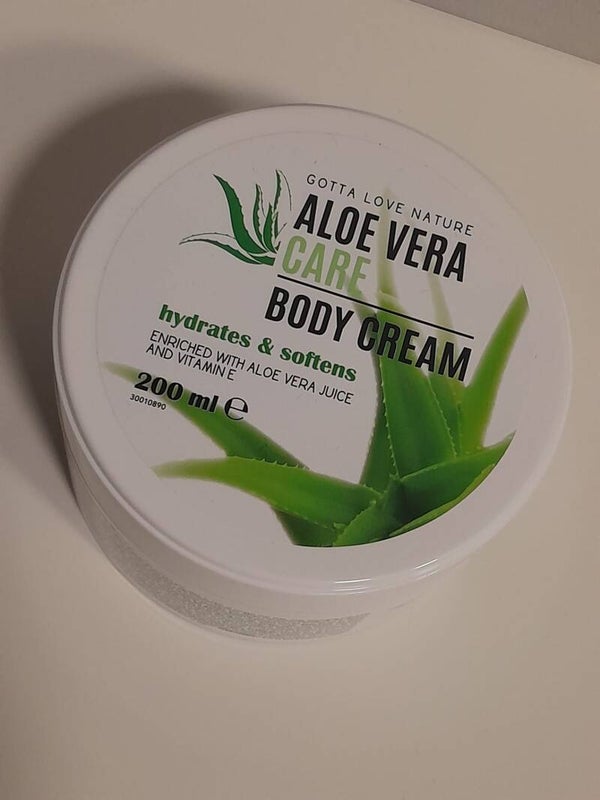 GOTTA LOVE NATURE
ALOE VERA
CARE
BODY CREAM
hydrates & softens
ENRICHED WITH ALOE VERA JUICE
AND VITAMIN E
200 ml ℮
30010890